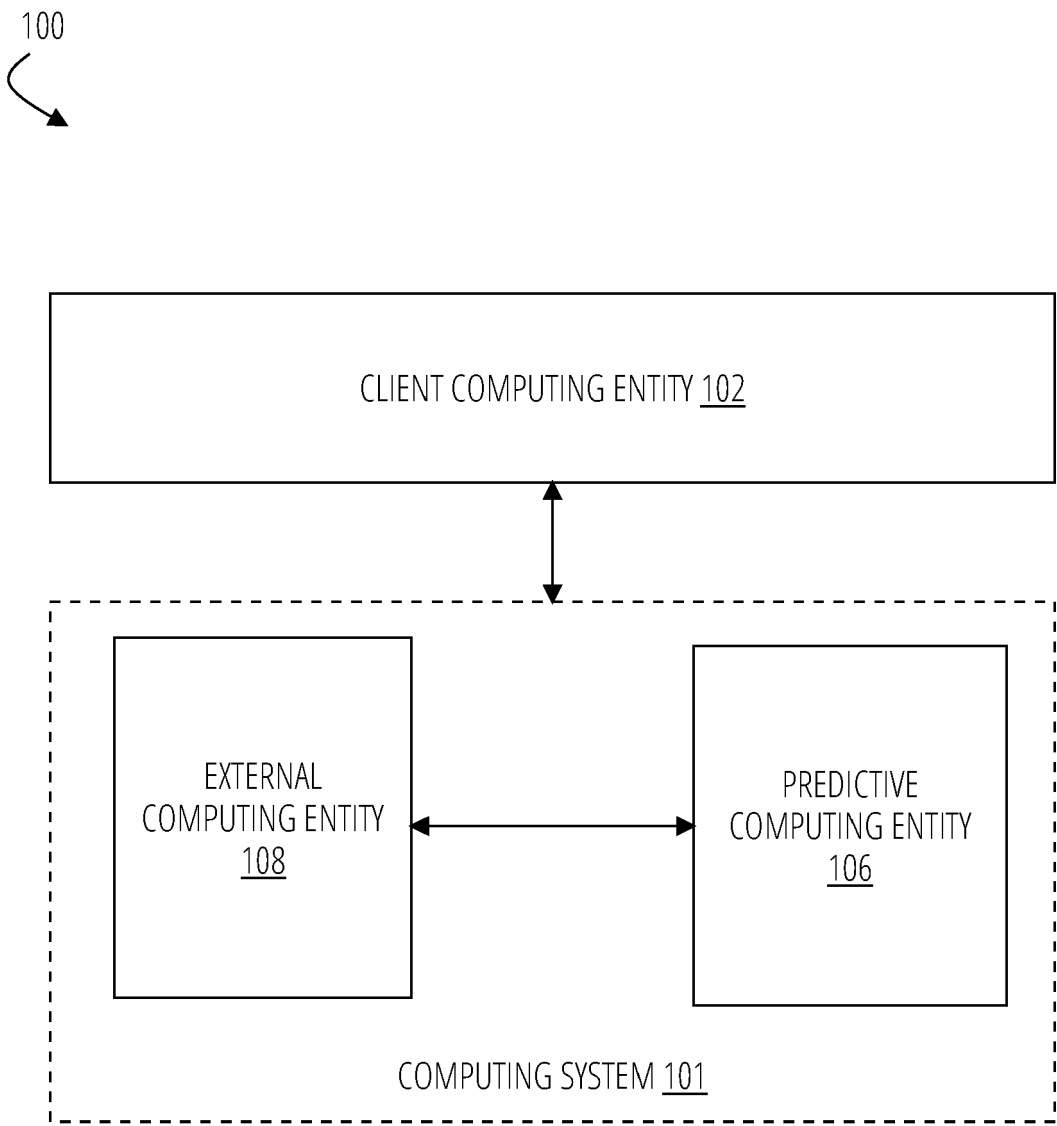 100
CLIENT COMPUTING ENTITY 102
EXTERNAL
COMPUTING ENTITY
108
PREDICTIVE
COMPUTING ENTITY
106
COMPUTING SYSTEM 101